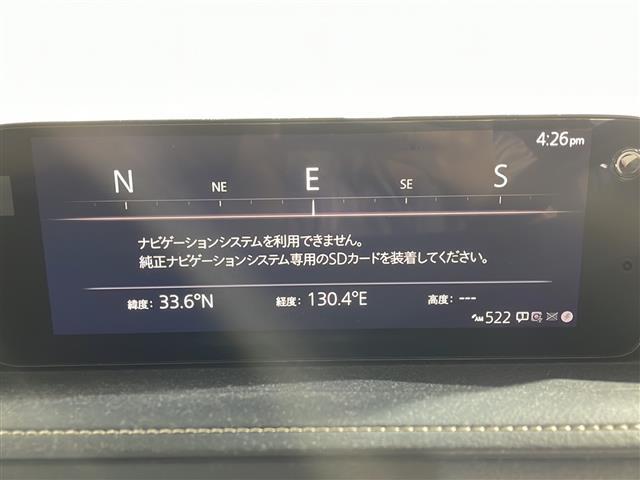 4:26pm
N NE E SE S
ナビゲーションシステムを利用できません。
純正ナビゲーションシステム専用のSDカードを装着してください。
緯度: 33.6°N 経度: 130.4°E 高度: ---
AM 522